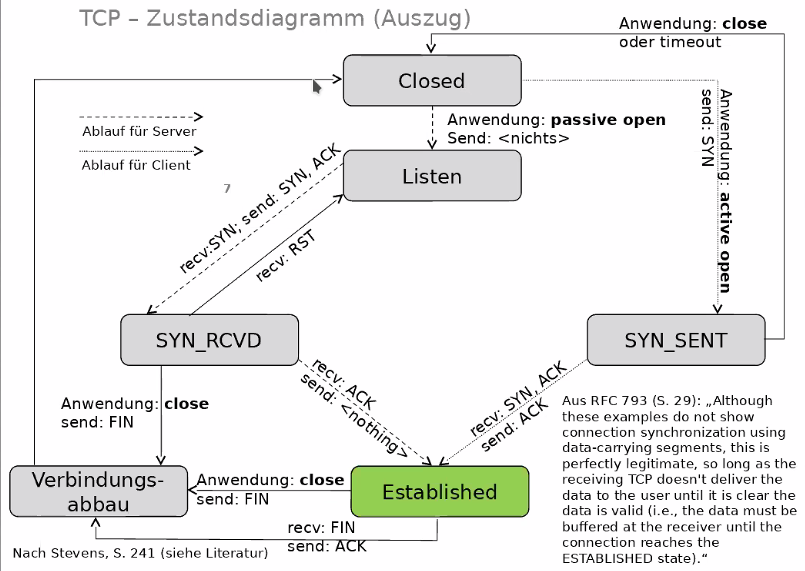 TCP – Zustandsdiagramm (Auszug)
Anwendung: close
oder timeout
Closed
Anwendung: passive open
Send: <nichts>
Anwendung: active open
send: SYN
Ablauf für Server
Ablauf für Client
7
Listen
recv:SYN; send: SYN, ACK
recv: RST
SYN_RCVD
SYN_SENT
recv: ACK
send: <nothing>
recv: SYN, ACK
send: ACK
Anwendung: close
send: FIN
Aus RFC 793 (S. 29): „Although
these examples do not show
connection synchronization using
data-carrying segments, this is
perfectly legitimate, so long as the
receiving TCP doesn't deliver the
data to the user until it is clear the
data is valid (i.e., the data must be
buffered at the receiver until the
connection reaches the
ESTABLISHED state).“
Verbindungs-
abbau
Anwendung: close
send: FIN
Established
recv: FIN
send: ACK
Nach Stevens, S. 241 (siehe Literatur)